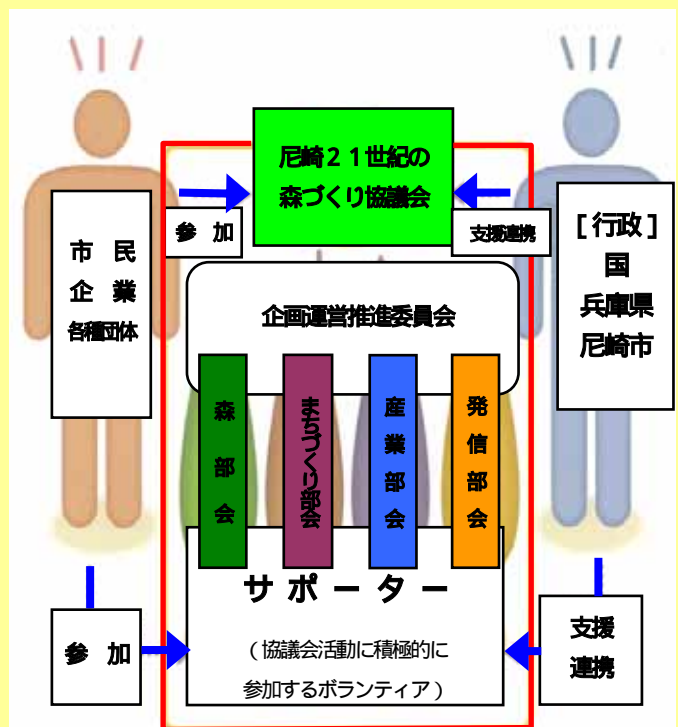 尼崎21世紀の
森づくり協議会
参 加
支援連携
市 民
企 業
各種団体
[行政]
国
兵庫県
尼崎市
企画運営推進委員会
森部会
まちづくり部会
産業部会
発信部会
サポーター
(協議会活動に積極的に
参加するボランティア)
参 加
支援
連携